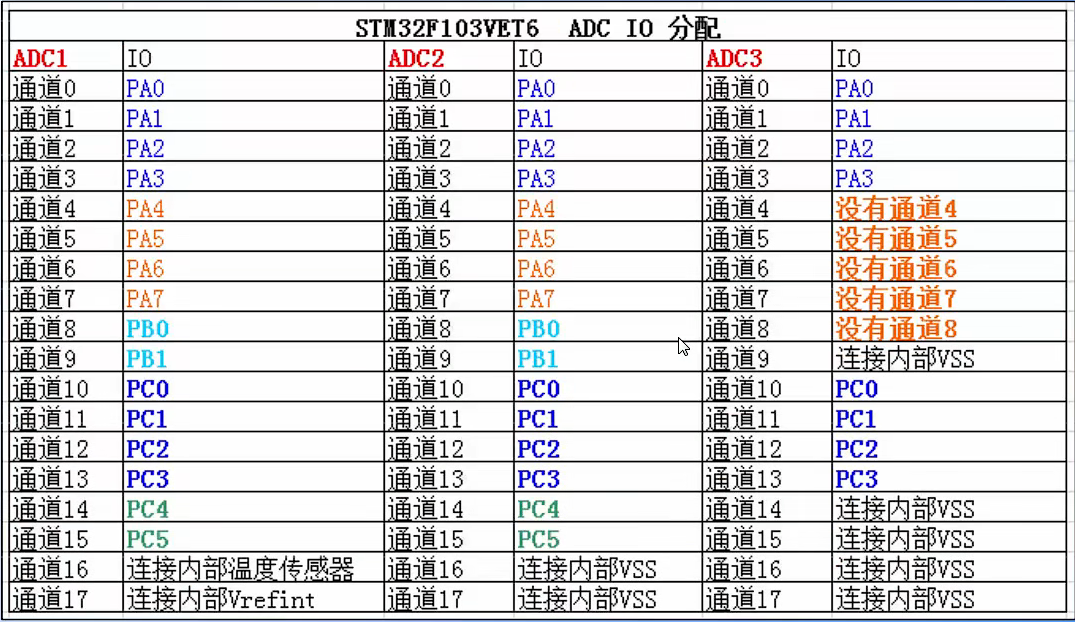 STM32F103VET6 ADC IO 分配
ADC1 IO ADC2 IO ADC3 IO
通道0 PA0 通道0 PA0 通道0 PA0
通道1 PA1 通道1 PA1 通道1 PA1
通道2 PA2 通道2 PA2 通道2 PA2
通道3 PA3 通道3 PA3 通道3 PA3
通道4 PA4 通道4 PA4 通道4 没有通道4
通道5 PA5 通道5 PA5 通道5 没有通道5
通道6 PA6 通道6 PA6 通道6 没有通道6
通道7 PA7 通道7 PA7 通道7 没有通道7
通道8 PB0 通道8 PB0 通道8 没有通道8
通道9 PB1 通道9 PB1 通道9 连接内部VSS
通道10 PC0 通道10 PC0 通道10 PC0
通道11 PC1 通道11 PC1 通道11 PC1
通道12 PC2 通道12 PC2 通道12 PC2
通道13 PC3 通道13 PC3 通道13 PC3
通道14 PC4 通道14 PC4 通道14 连接内部VSS
通道15 PC5 通道15 PC5 通道15 连接内部VSS
通道16 连接内部温度传感器 通道16 连接内部VSS 通道16 连接内部VSS
通道17 连接内部Vrefint 通道17 连接内部VSS 通道17 连接内部VSS